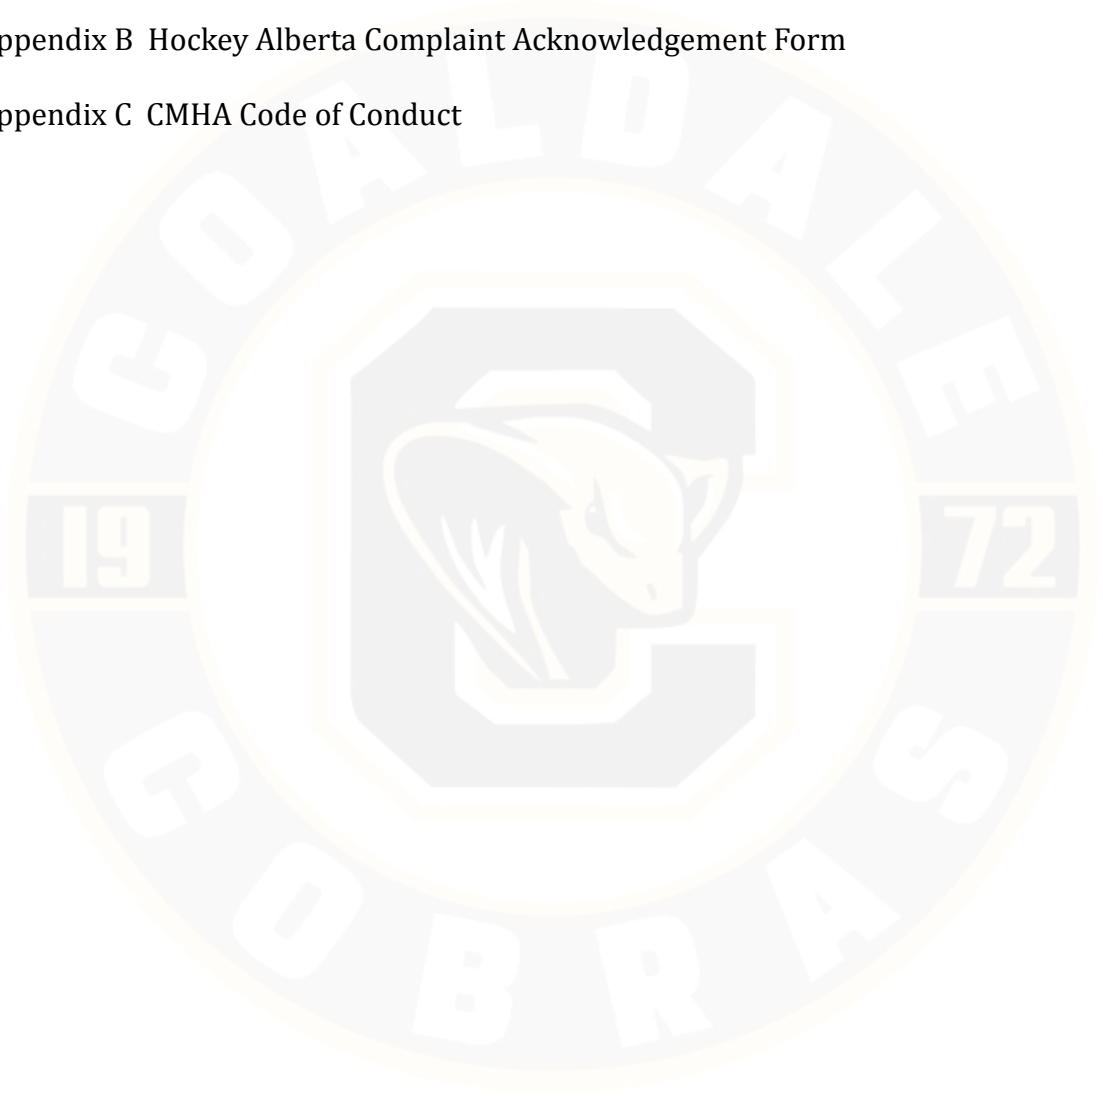 ppendix B  Hockey Alberta Complaint Acknowledgement Form
ppendix C  CMHA Code of Conduct
COALDALE
19
72
COBRAS